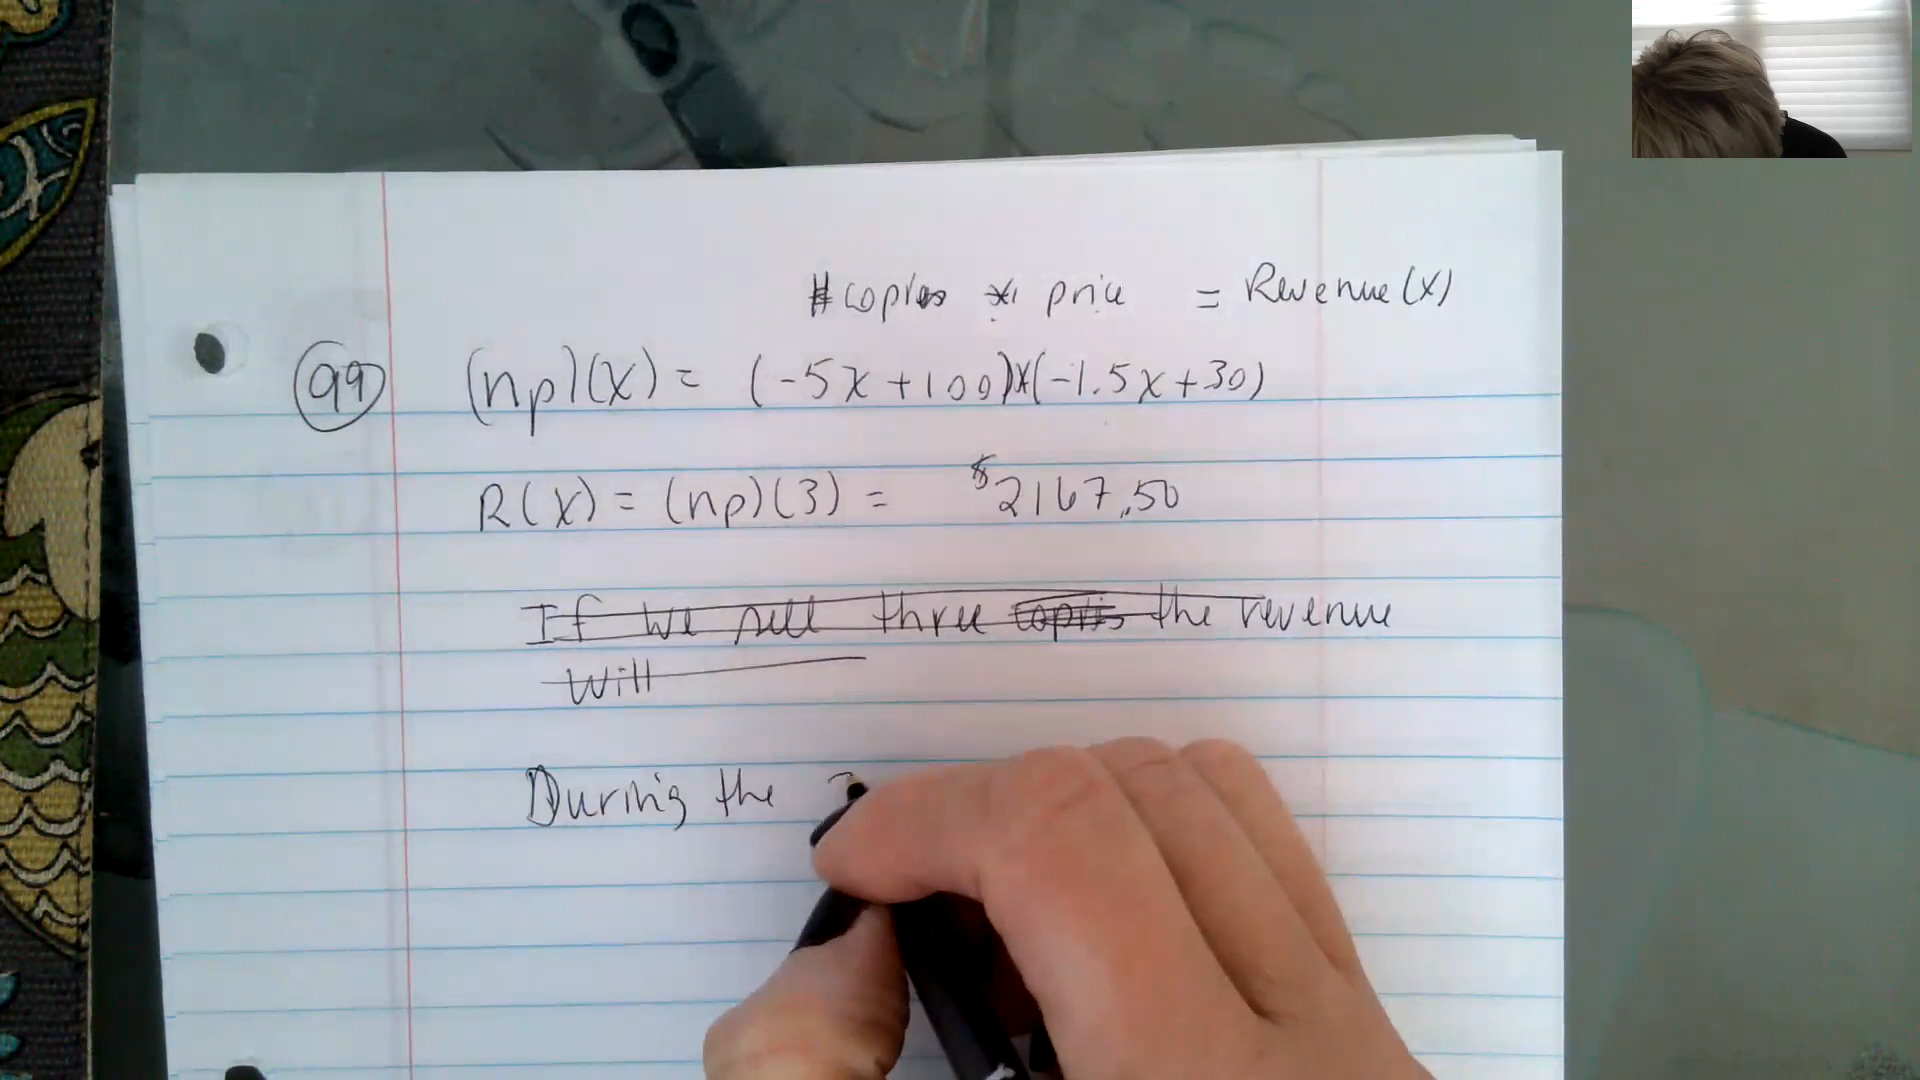 # copies * price = Revenue (x)
99 (np)(x) = (-5x+100)x(-1.5x+30)
R(x) = (np)(3) = $2167.50
If we sell three copies the revenue
will
During the